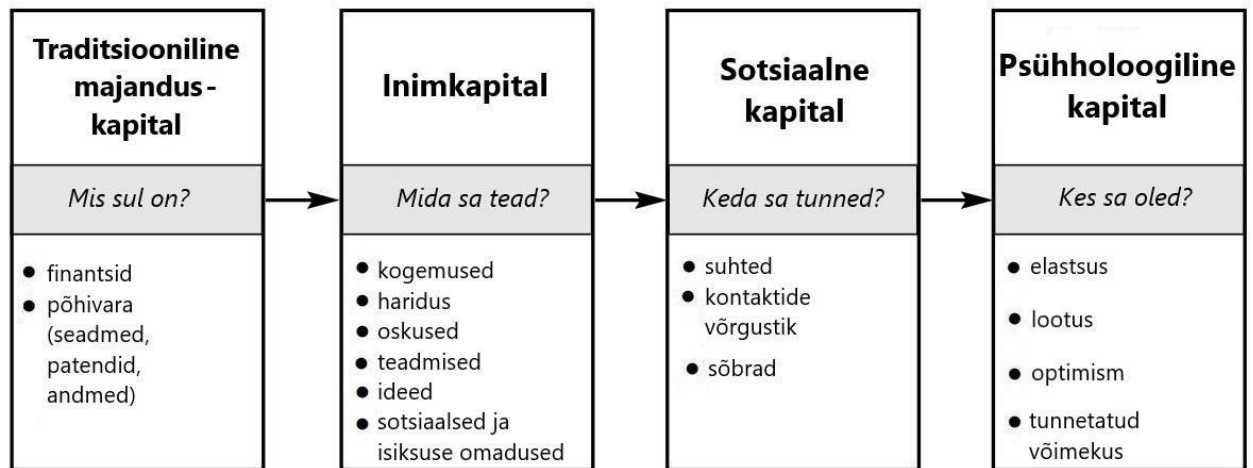 Traditsiooniline
majandus-
kapital
Mis sul on?
● finantsid
● põhivara
(seadmed,
patendid,
andmed)
Inimkapital
Mida sa tead?
● kogemused
● haridus
● oskused
● teadmised
● ideed
● sotsiaalsed ja
isiksuse omadused
Sotsiaalne
kapital
Keda sa tunned?
● suhted
● kontaktide
võrgustik
● sõbrad
Psühholoogiline
kapital
Kes sa oled?
● elastsus
● lootus
● optimism
● tunnetatud
võimekus